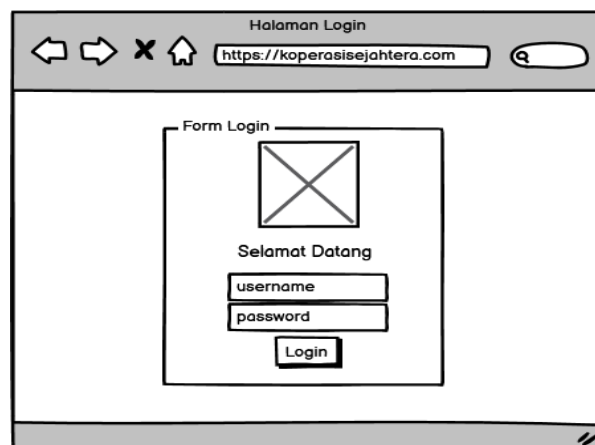 Halaman Login
https://koperasisejahtera.com
Form Login
Selamat Datang
username
password
Login